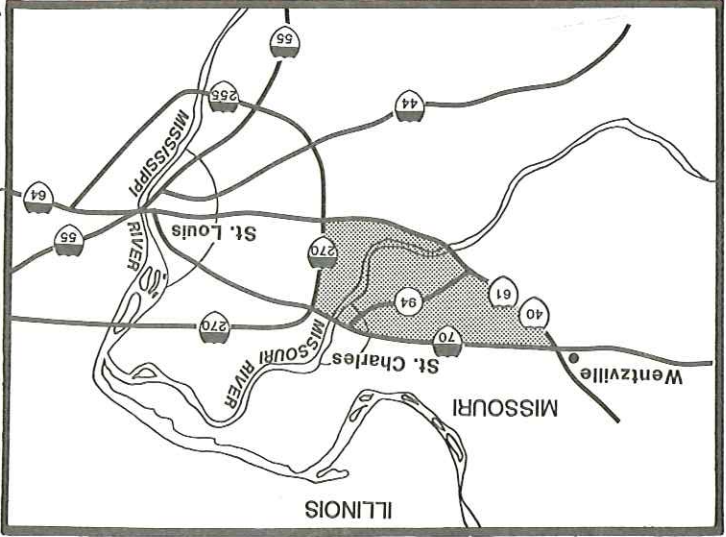 ILLINOIS
MISSOURI
Wentzville
St. Charles
MISSOURI RIVER
70
40
61
94
270
270
St. Louis
55
64
MISSISSIPPI RIVER
44
255
55